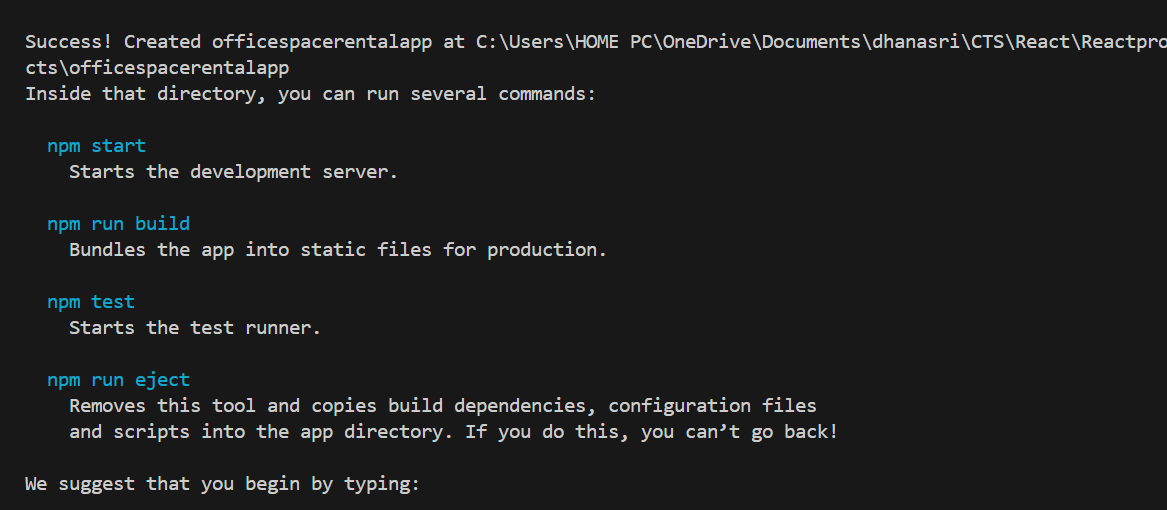 Success! Created officespacerentalapp at C:\Users\HOME PC\OneDrive\Documents\dhanasri\CTS\React\Reactpro
cts\officespacerentalapp
Inside that directory, you can run several commands:
npm start
Starts the development server.
npm run build
Bundles the app into static files for production.
npm test
Starts the test runner.
npm run eject
Removes this tool and copies build dependencies, configuration files
and scripts into the app directory. If you do this, you can’t go back!
We suggest that you begin by typing: